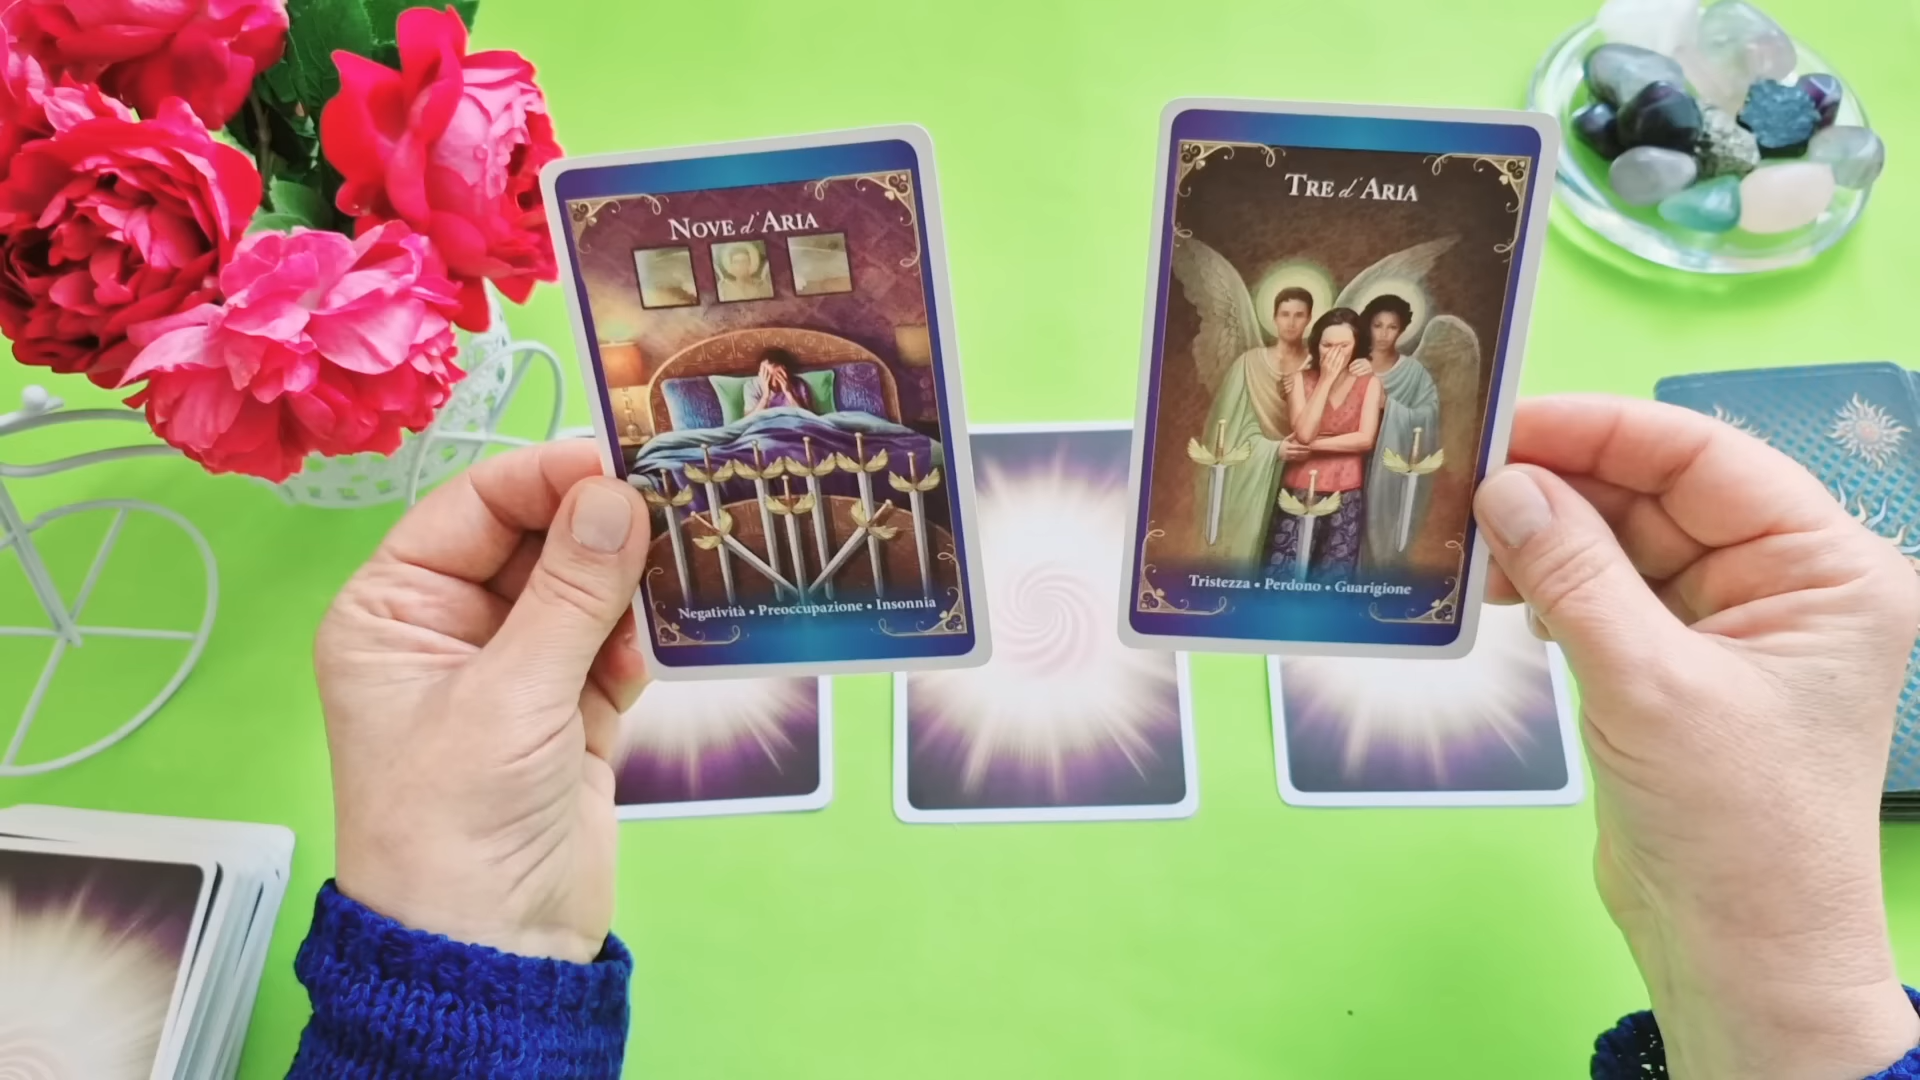 Nove d'Aria
Negatività • Preoccupazione • Insonnia
Tre d'Aria
Tristezza • Perdono • Guarigione